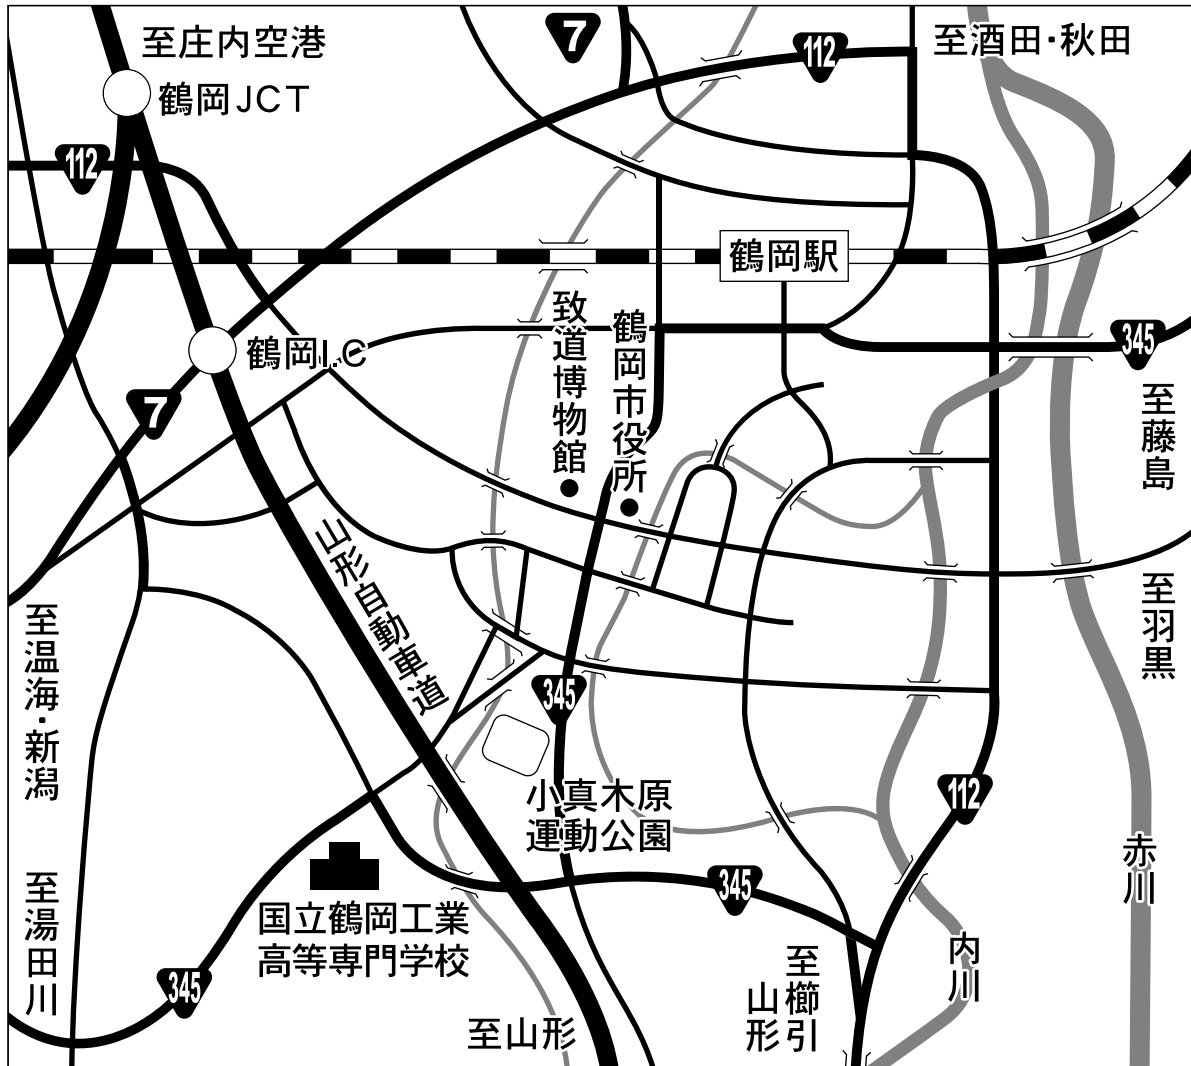 至庄内空港
7
112
至酒田・秋田
鶴岡JCT
112
鶴岡駅
致道博物館
鶴岡市役所
345
鶴岡I.C
7
至藤島
山形自動車道
至羽黒
至温海・新潟
345
小真木原
運動公園
112
赤川
345
至湯田川
国立鶴岡工業
高等専門学校
内川
至櫛引
山形
345
至山形